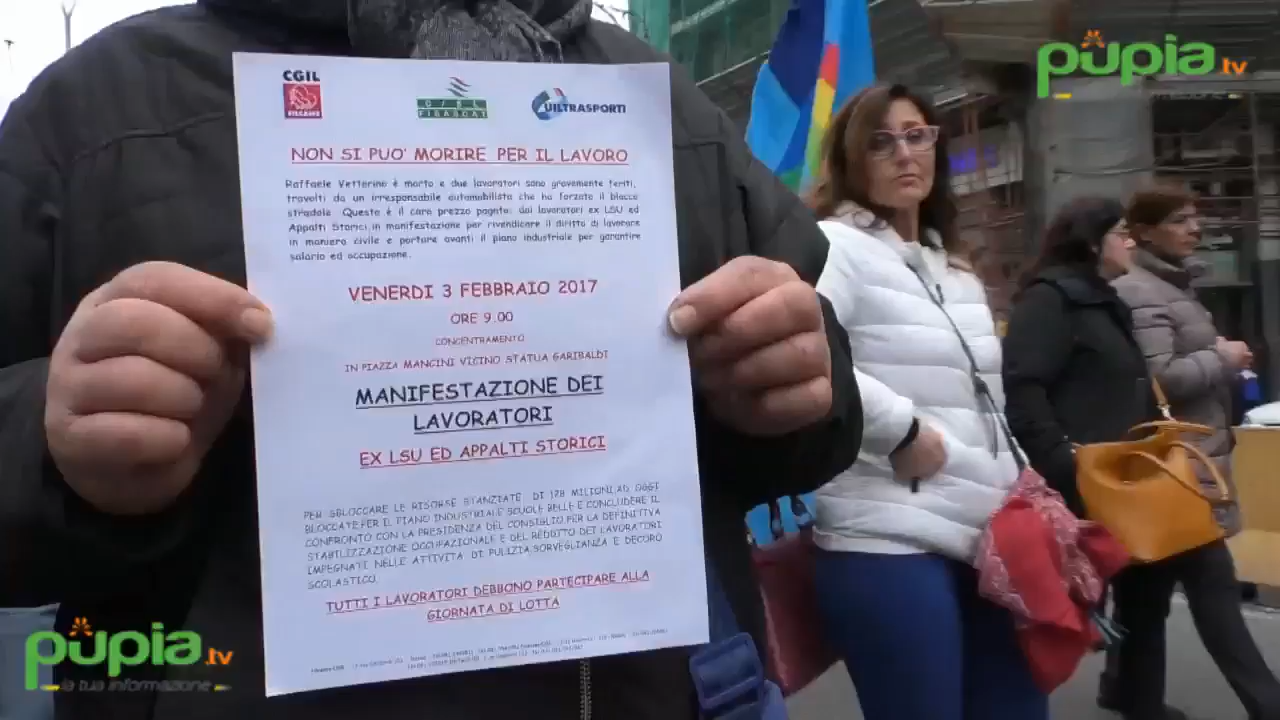 pupia.tv
CGIL
FILCAMS
CISL
FISASCAT
UILTRASPORTI
NON SI PUO' MORIRE PER IL LAVORO
Raffaele Vetterino è morto e due lavoratori sono gravemente feriti,
travolti da un irresponsabile automobilista che ha forzato il blocco
stradale. Questo è il caro prezzo pagato: dai lavoratori ex LSU ed
Appalti Storici in manifestazione per rivendicare il diritto di lavorare
in maniera civile e portare avanti il piano industriale per garantire
salario ed occupazione.
VENERDI 3 FEBBRAIO 2017
ORE 9.00
CONCENTRAMENTO
IN PIAZZA MANCINI VICINO STATUA GARIBALDI
MANIFESTAZIONE DEI
LAVORATORI
EX LSU ED APPALTI STORICI
PER SBLOCCARE LE RISORSE STANZIATE DI 128 MILIONI AD OGGI
BLOCCATE PER IL PIANO INDUSTRIALE SCUOLE BELLE E CONCLUDERE IL
CONFRONTO CON LA PRESIDENZA DEL CONSIGLIO PER LA DEFINITIVA
STABILIZZAZIONE OCCUPAZIONALE E DEL REDDITO DEI LAVORATORI
IMPEGNATI NELLE ATTIVITA DI PULIZIA SORVEGLIANZA E DECORO
SCOLASTICO.
TUTTI I LAVORATORI DEBBONO PARTECIPARE ALLA
GIORNATA DI LOTTA
pupia.tv
la tua informazione